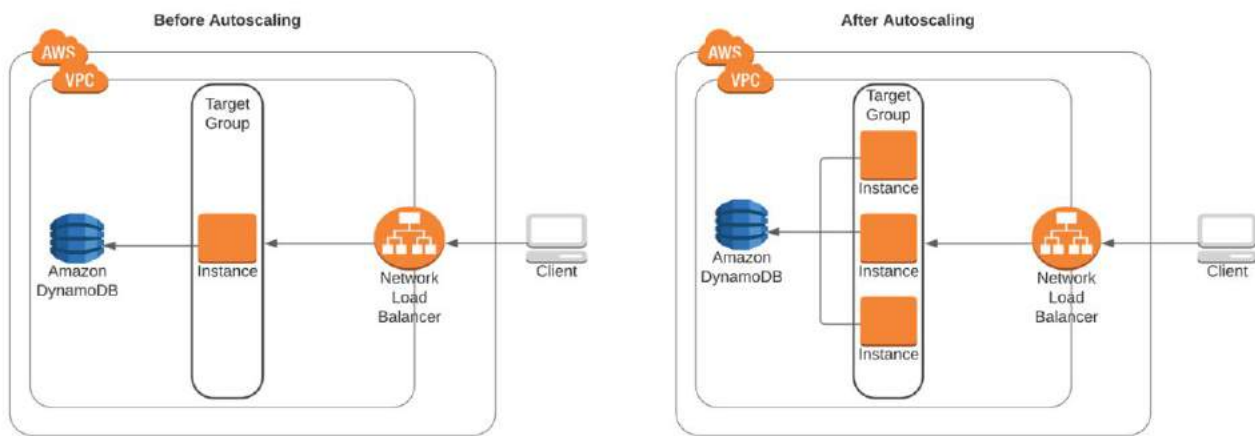 Before Autoscaling
AWS
VPC
Target
Group
Instance
Amazon
DynamoDB
Network
Load
Balancer
Client
After Autoscaling
AWS
VPC
Target
Group
Instance
Instance
Instance
Amazon
DynamoDB
Network
Load
Balancer
Client